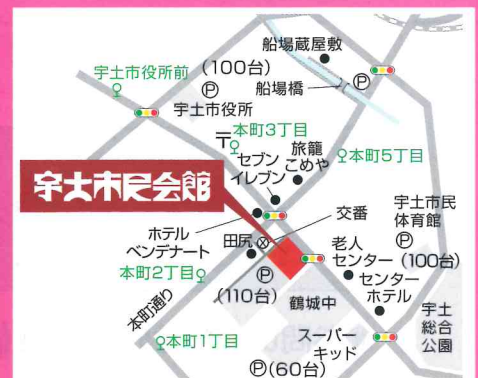 船場蔵屋敷
宇土市役所前
(100台)
Ⓟ
船場橋
Ⓟ
宇土市役所
〒
本町3丁目
セブン
イレブン
旅籠
こめや
本町5丁目
宇土市民会館
ホテル
ベンデナート
田尻
交番
宇土市民
体育館
Ⓟ
(100台)
老人
センター
センター
ホテル
本町2丁目
Ⓟ
(110台)
鶴城中
本町通り
宇土
総合
公園
本町1丁目
スーパー
キッド
Ⓟ(60台)